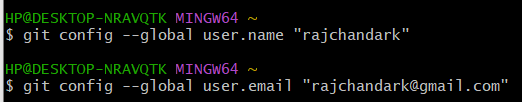 HP@DESKTOP-NRAVQTK MINGW64 ~
$ git config --global user.name "rajchandark"
HP@DESKTOP-NRAVQTK MINGW64 ~
$ git config --global user.email "rajchandark@gmail.com"